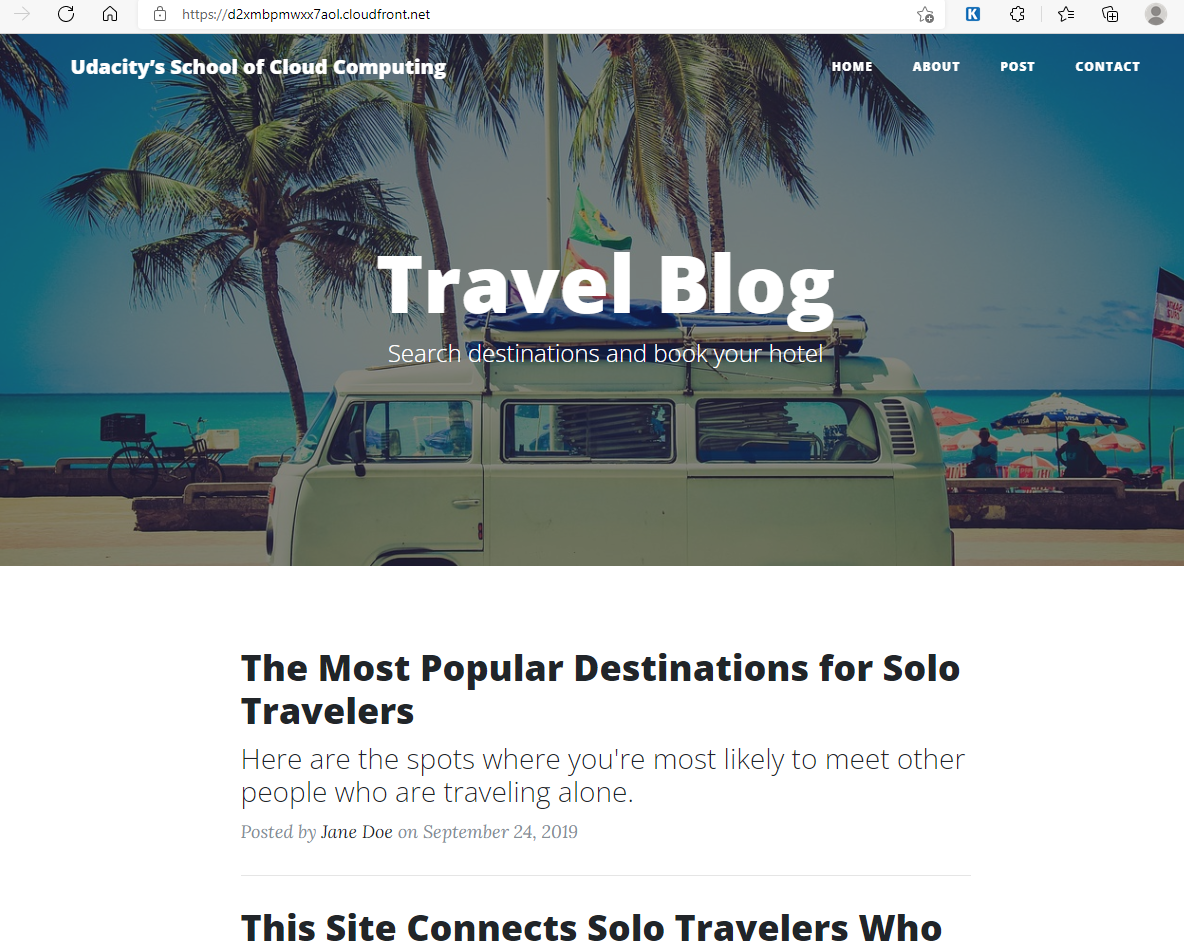 https://d2xmbpmwxx7aol.cloudfront.net
K
Udacity’s School of Cloud Computing
HOME
ABOUT
POST
CONTACT
Travel Blog
Search destinations and book your hotel
VISA
VISA
The Most Popular Destinations for Solo
Travelers
Here are the spots where you're most likely to meet other
people who are traveling alone.
Posted by Jane Doe on September 24, 2019
This Site Connects Solo Travelers Who